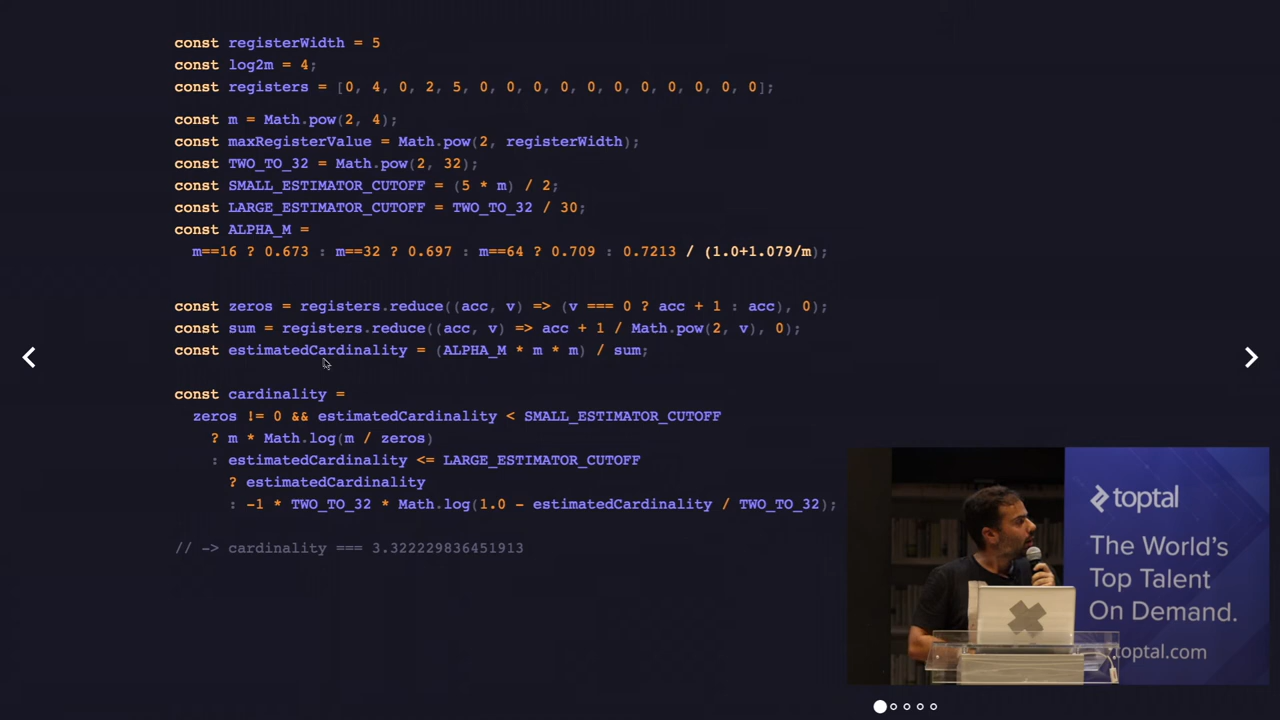 const registerWidth = 5
const log2m = 4;
const registers = [0, 4, 0, 2, 5, 0, 0, 0, 0, 0, 0, 0, 0, 0, 0, 0];
const m = Math.pow(2, 4);
const maxRegisterValue = Math.pow(2, registerWidth);
const TWO_TO_32 = Math.pow(2, 32);
const SMALL_ESTIMATOR_CUTOFF = (5 * m) / 2;
const LARGE_ESTIMATOR_CUTOFF = TWO_TO_32 / 30;
const ALPHA_M =
m==16 ? 0.673 : m==32 ? 0.697 : m==64 ? 0.709 : 0.7213 / (1.0+1.079/m);
const zeros = registers.reduce((acc, v) => (v === 0 ? acc + 1 : acc), 0);
const sum = registers.reduce((acc, v) => acc + 1 / Math.pow(2, v), 0);
const estimatedCardinality = (ALPHA_M * m * m) / sum;
const cardinality =
zeros != 0 && estimatedCardinality < SMALL_ESTIMATOR_CUTOFF
? m * Math.log(m / zeros)
: estimatedCardinality <= LARGE_ESTIMATOR_CUTOFF
? estimatedCardinality
: -1 * TWO_TO_32 * Math.log(1.0 - estimatedCardinality / TWO_TO_32);
// -> cardinality === 3.322229836451913
toptal
The World's
Top Talent
On Demand.
toptal.com